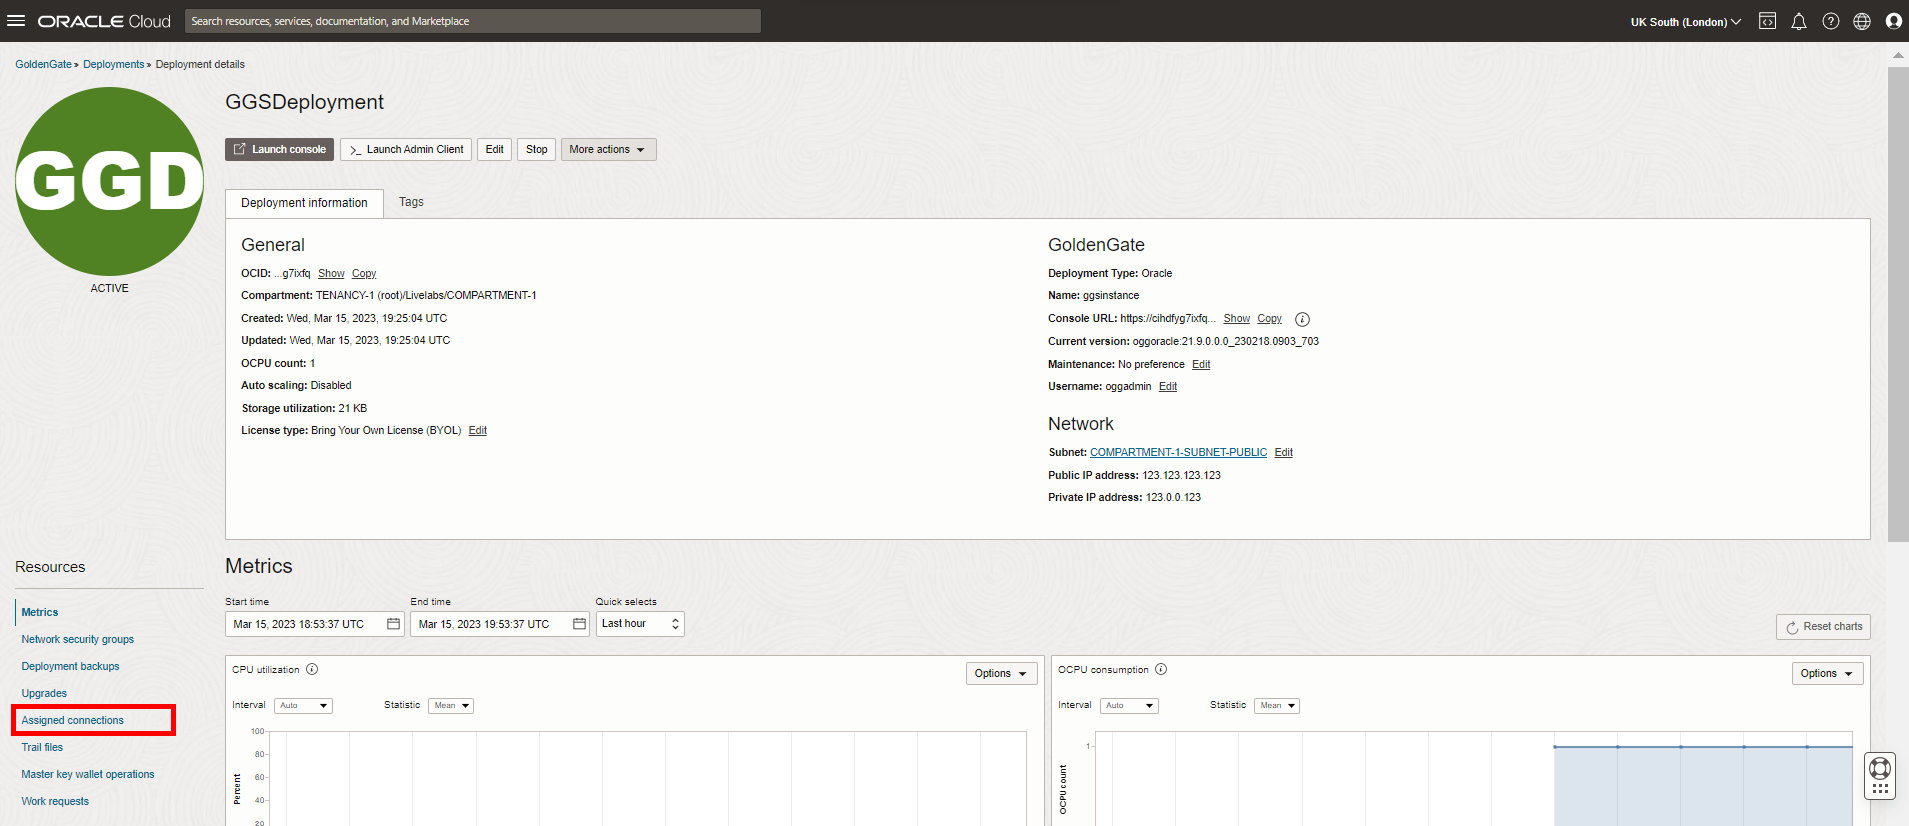 ORACLE Cloud
Search resources, services, documentation, and Marketplace
UK South (London)
GoldenGate » Deployments » Deployment details
GGD
ACTIVE
GGSDeployment
Launch console
Launch Admin Client
Edit
Stop
More actions
Deployment information
Tags
General
OCID: ...g7ixfq Show Copy
Compartment: TENANCY-1 (root)/Livelabs/COMPARTMENT-1
Created: Wed, Mar 15, 2023, 19:25:04 UTC
Updated: Wed, Mar 15, 2023, 19:25:04 UTC
OCPU count: 1
Auto scaling: Disabled
Storage utilization: 21 KB
License type: Bring Your Own License (BYOL) Edit
GoldenGate
Deployment Type: Oracle
Name: ggsinstance
Console URL: https://cihdfyg7ixfq... Show Copy
Current version: oggoracle:21.9.0.0.0_230218.0903_703
Maintenance: No preference Edit
Username: oggadmin Edit
Network
Subnet: COMPARTMENT-1-SUBNET-PUBLIC Edit
Public IP address: 123.123.123.123
Private IP address: 123.0.0.123
Resources
Metrics
Network security groups
Deployment backups
Upgrades
Assigned connections
Trail files
Master key wallet operations
Work requests
Metrics
Start time
Mar 15, 2023 18:53:37 UTC
End time
Mar 15, 2023 19:53:37 UTC
Quick selects
Last hour
Reset charts
CPU utilization
Options
Interval Auto
Statistic Mean
100
80
60
40
20
Percent
OCPU consumption
Options
Interval Auto
Statistic Mean
1
OCPU count